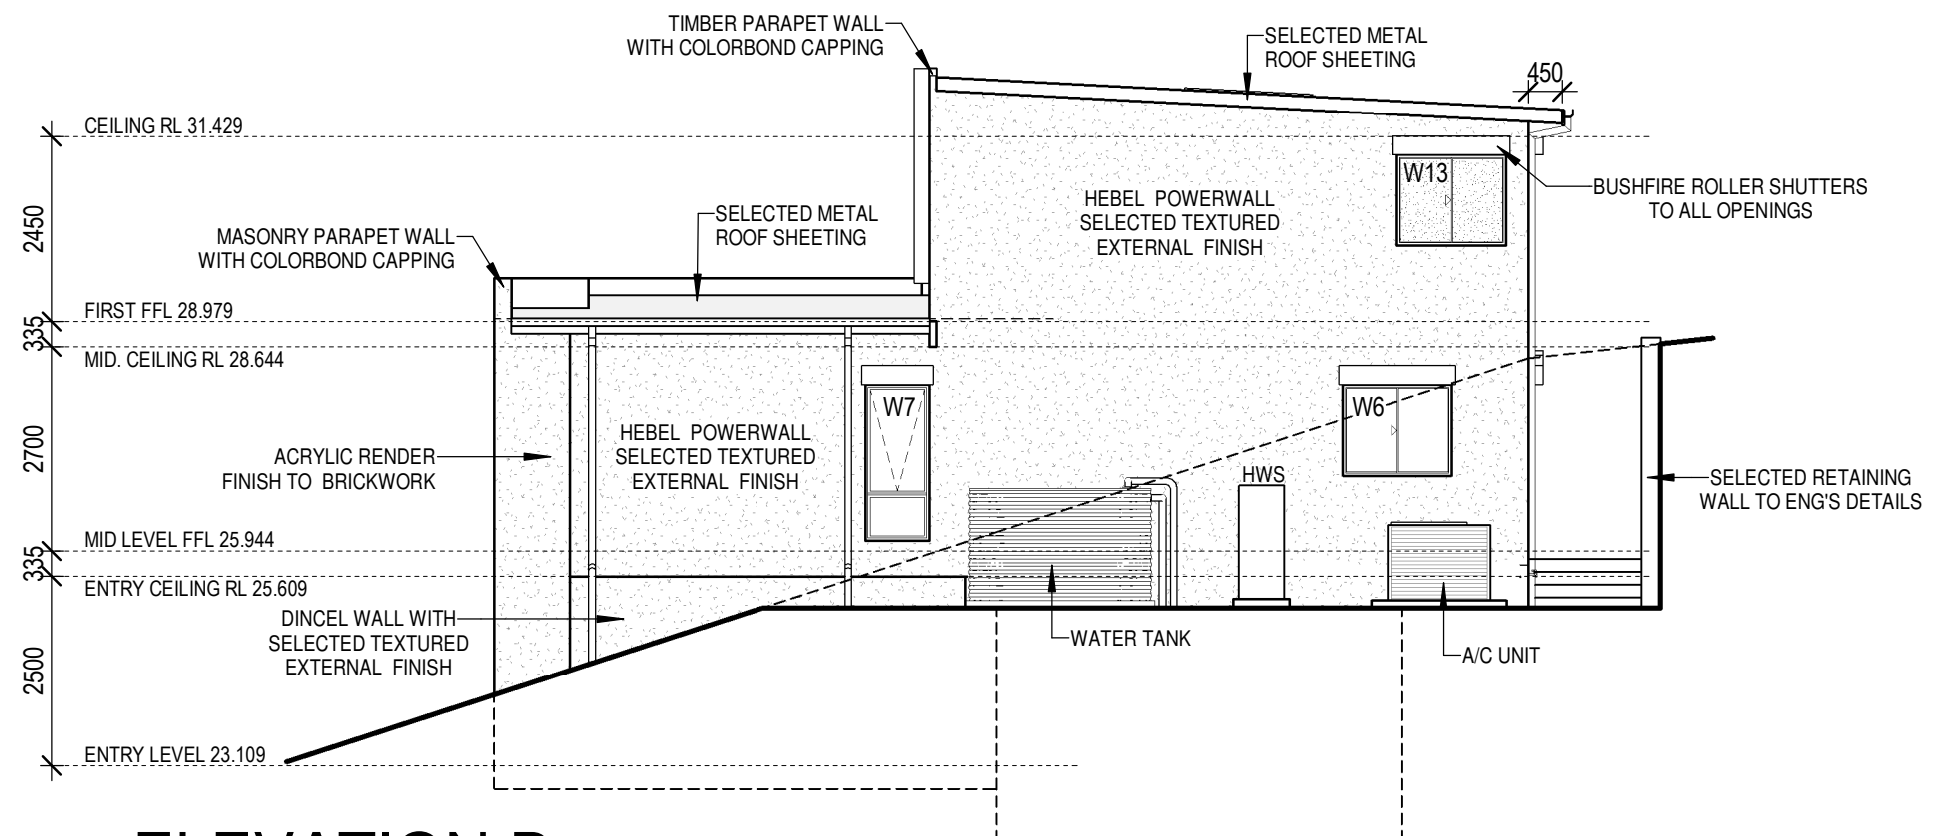 TIMBER PARAPET WALL
WITH COLORBOND CAPPING
SELECTED METAL
ROOF SHEETING
450
CEILING RL 31.429
2450
HEBEL POWERWALL
SELECTED TEXTURED
EXTERNAL FINISH
W13
BUSHFIRE ROLLER SHUTTERS
TO ALL OPENINGS
SELECTED METAL
ROOF SHEETING
MASONRY PARAPET WALL
WITH COLORBOND CAPPING
FIRST FFL 28.979
335
MID. CEILING RL 28.644
2700
W7
W6
HEBEL POWERWALL
SELECTED TEXTURED
EXTERNAL FINISH
ACRYLIC RENDER
FINISH TO BRICKWORK
HWS
SELECTED RETAINING
WALL TO ENG'S DETAILS
MID LEVEL FFL 25.944
335
ENTRY CEILING RL 25.609
DINCEL WALL WITH
SELECTED TEXTURED
EXTERNAL FINISH
WATER TANK
A/C UNIT
2500
ENTRY LEVEL 23.109